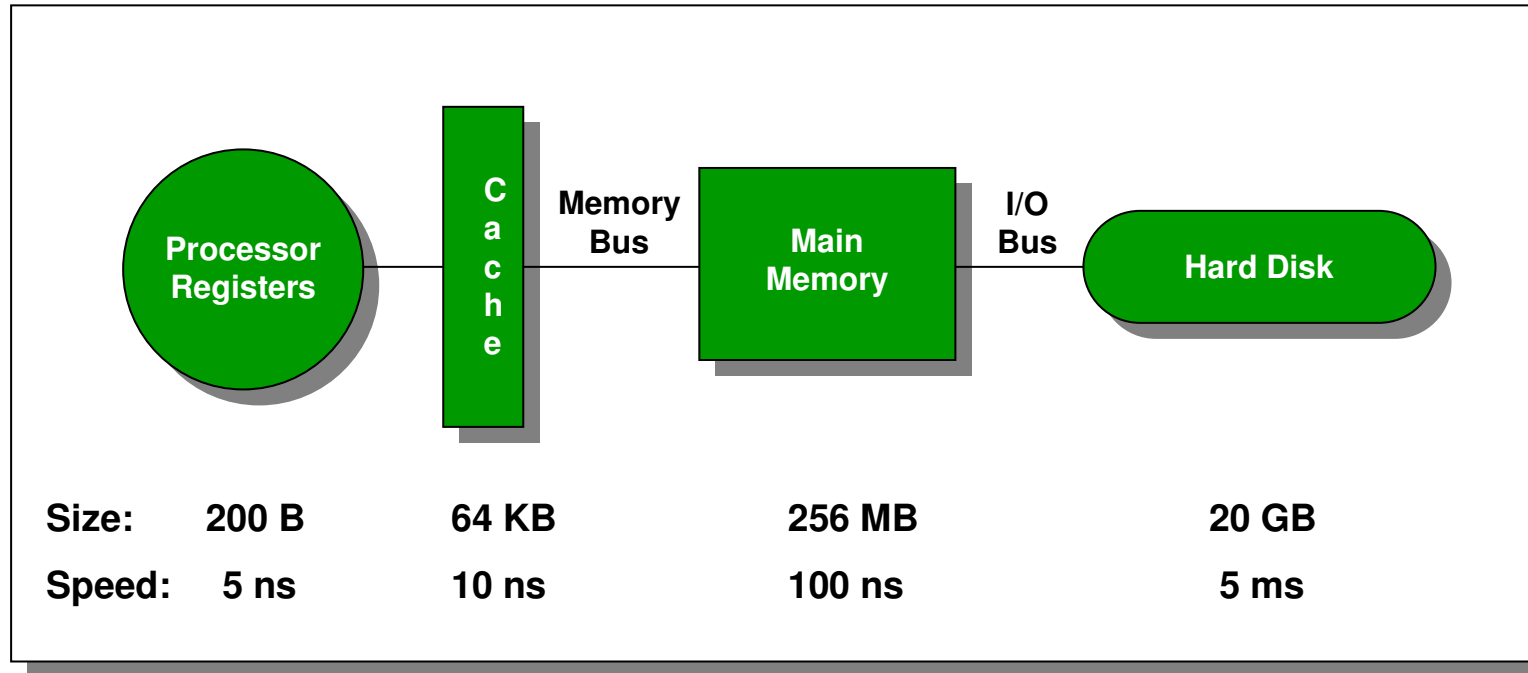 Processor
Registers
Cache
Memory
Bus
Main
Memory
I/O
Bus
Hard Disk
Size: 200 B 64 KB 256 MB 20 GB
Speed: 5 ns 10 ns 100 ns 5 ms